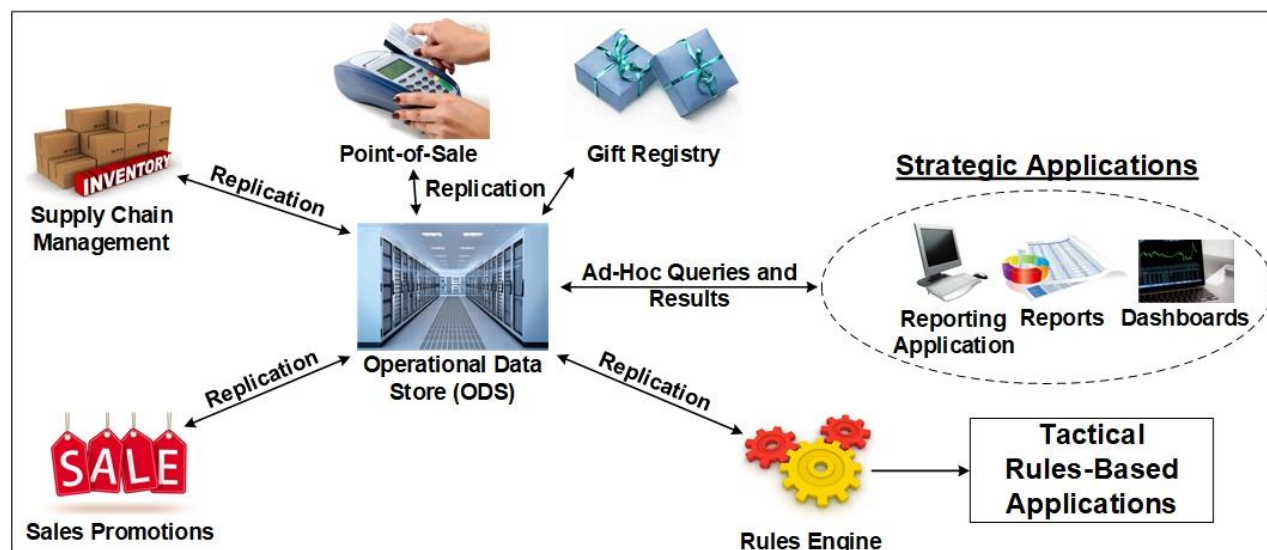 Point-of-Sale
Gift Registry
INVENTORY
Supply Chain
Management
Replication
Replication
Strategic Applications
Ad-Hoc Queries and
Results
Reporting
Application
Reports
Dashboards
Operational Data
Store (ODS)
Replication
Replication
SALE
Sales Promotions
Rules Engine
Tactical
Rules-Based
Applications